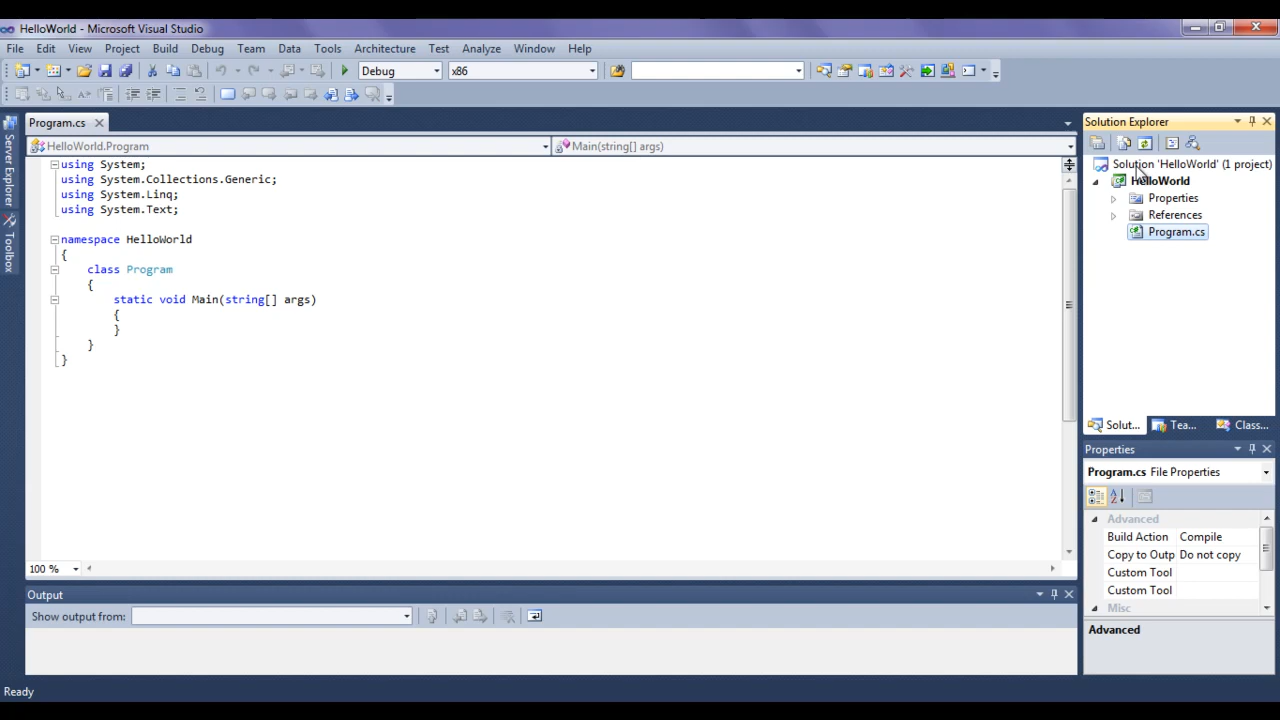 HelloWorld - Microsoft Visual Studio
File Edit View Project Build Debug Team Data Tools Architecture Test Analyze Window Help
Debug x86
Program.cs
HelloWorld.Program Main(string[] args)
using System;
using System.Collections.Generic;
using System.Linq;
using System.Text;
namespace HelloWorld
{
class Program
{
static void Main(string[] args)
{
}
}
}
100 %
Server Explorer
Toolbox
Solution Explorer
Solution 'HelloWorld' (1 project)
HelloWorld
Properties
References
Program.cs
Solut... Tea... Class...
Properties
Program.cs File Properties
Advanced
Build Action Compile
Copy to Outp Do not copy
Custom Tool
Custom Tool
Misc
Advanced
Output
Show output from:
Ready